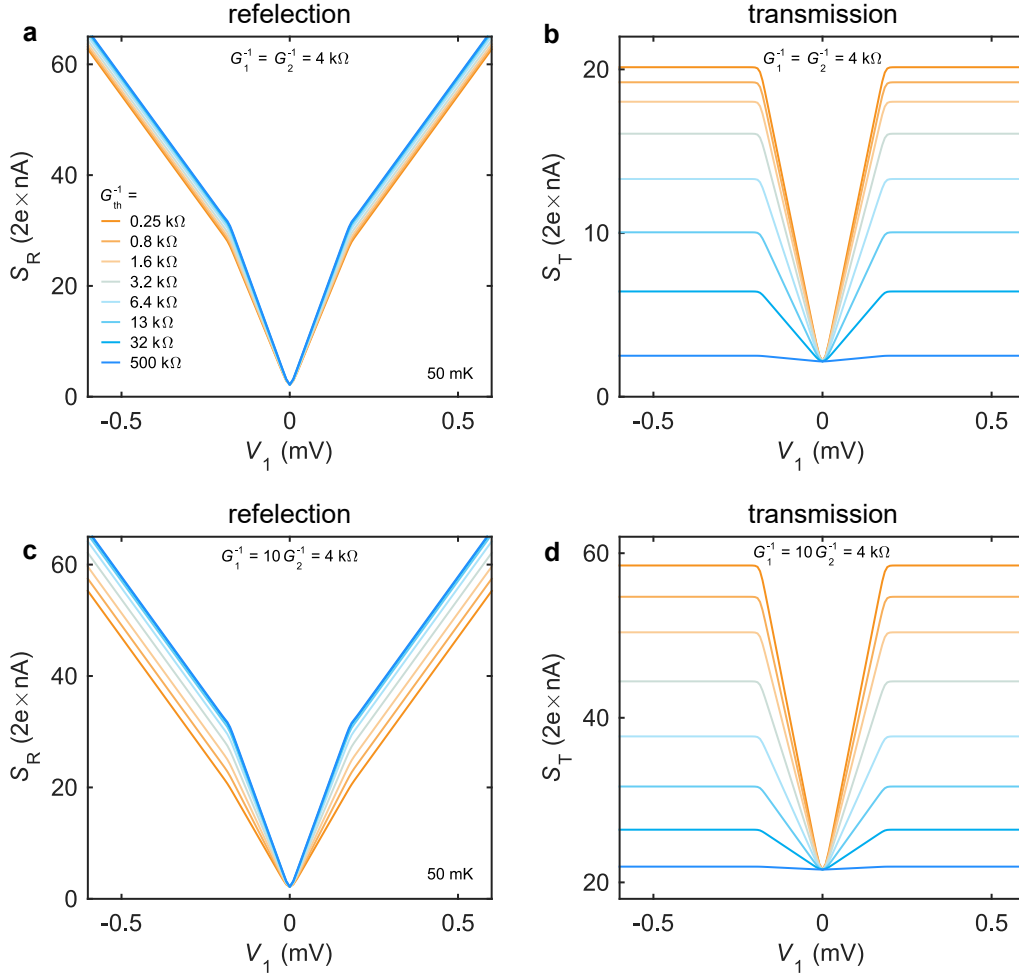 refelection
transmission
a
b
G₁⁻¹ = G₂⁻¹ = 4 kΩ
G₁⁻¹ = G₂⁻¹ = 4 kΩ
60
40
20
0
S_R (2e×nA)
G_th⁻¹ =
0.25 kΩ
0.8 kΩ
1.6 kΩ
3.2 kΩ
6.4 kΩ
13 kΩ
32 kΩ
500 kΩ
50 mK
-0.5
0
0.5
V₁ (mV)
20
10
0
S_T (2e×nA)
-0.5
0
0.5
V₁ (mV)
refelection
transmission
c
d
G₁⁻¹ = 10 G₂⁻¹ = 4 kΩ
G₁⁻¹ = 10 G₂⁻¹ = 4 kΩ
60
40
20
0
S_R (2e×nA)
50 mK
-0.5
0
0.5
V₁ (mV)
60
40
20
S_T (2e×nA)
-0.5
0
0.5
V₁ (mV)